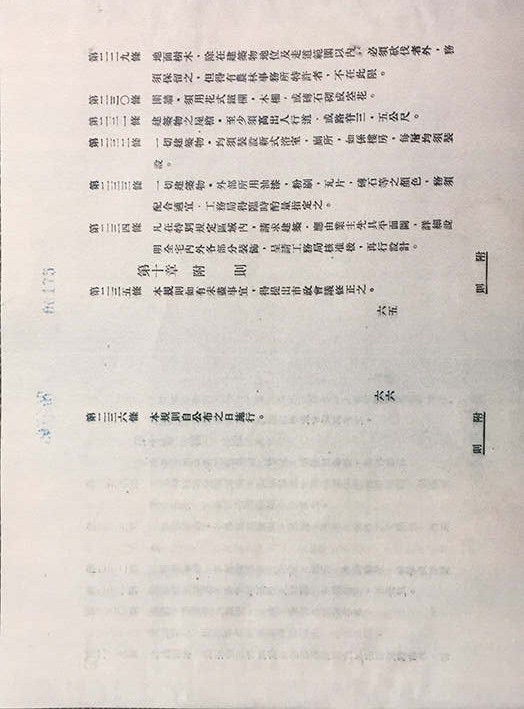 第二二九條　地面樹木，除在建築物地位及走道範圍以內，必須砍伐者外，務
須保留之，但得有農林事務所特許者，不在此限。
第二三〇條　圍牆，須用花式鐵欄，木柵，或磚石砌成空花。
第二三一條　建築物之屋檐，至少須高出人行道，或路脊三．五公尺。
第二三二條　一切建築物，均須裝設新式浴室，廁所，如係樓房，每層均須裝
設。
第二三三條　一切建築物，外部所用油漆，粉刷，瓦片，磚石等之顏色，務須
配合適宜，工務局得臨時酌量指定之。
第二三四條　凡在特別規定區域內，請求建築，應由業主先具平面圖，詳細說
明全宅內外各部分裝飾，呈請工務局核准後，再行設計。
第十章　附　則
第二三五條　本規則如有未盡事宜，得提出市政會議修正之。
附　則
六五
00175
第二三六條　本規則自公布之日施行。
附　則
六六